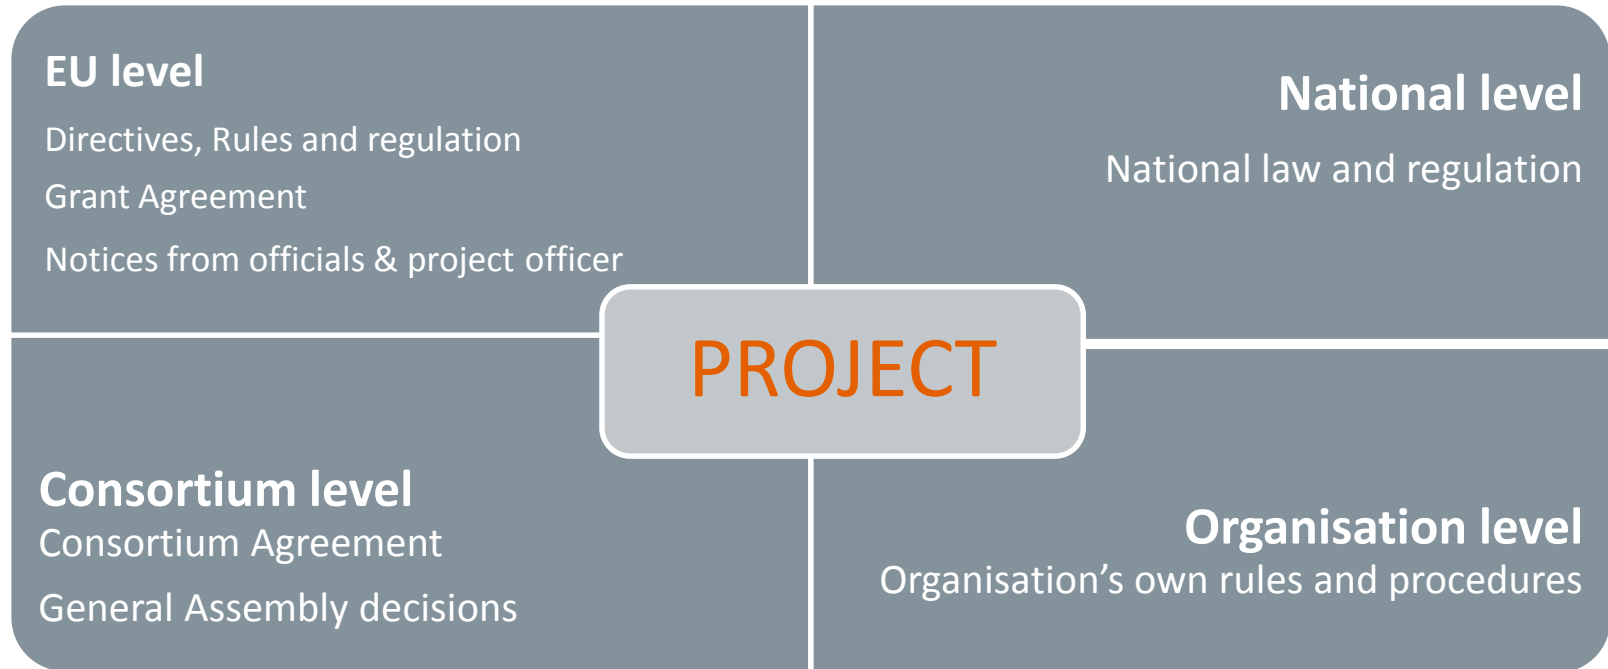 EU level
Directives, Rules and regulation
Grant Agreement
Notices from officials & project officer
National level
National law and regulation
PROJECT
Consortium level
Consortium Agreement
General Assembly decisions
Organisation level
Organisation’s own rules and procedures